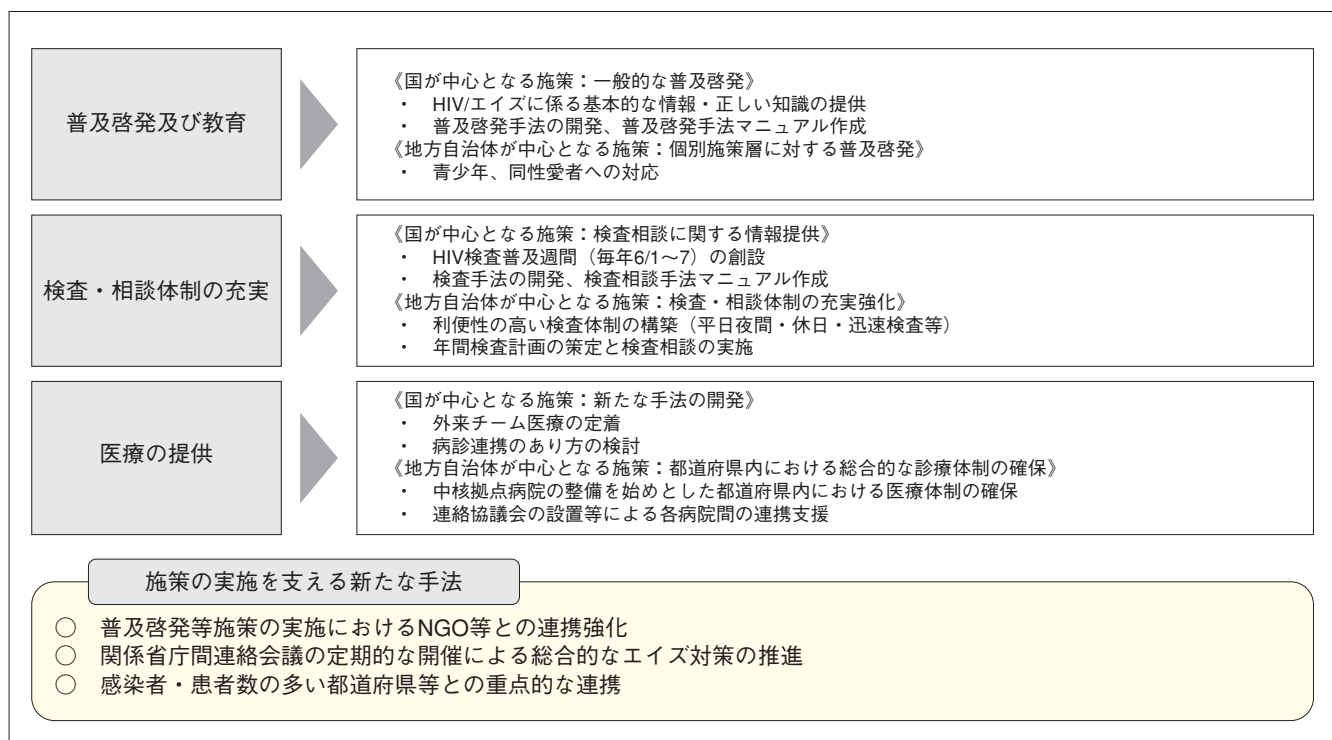 普及啓発及び教育
《国が中心となる施策：一般的な普及啓発》
・ HIV/エイズに係る基本的な情報・正しい知識の提供
・ 普及啓発手法の開発、普及啓発手法マニュアル作成
《地方自治体が中心となる施策：個別施策層に対する普及啓発》
・ 青少年、同性愛者への対応
検査・相談体制の充実
《国が中心となる施策：検査相談に関する情報提供》
・ HIV検査普及週間（毎年6/1～7）の創設
・ 検査手法の開発、検査相談手法マニュアル作成
《地方自治体が中心となる施策：検査・相談体制の充実強化》
・ 利便性の高い検査体制の構築（平日夜間・休日・迅速検査等）
・ 年間検査計画の策定と検査相談の実施
医療の提供
《国が中心となる施策：新たな手法の開発》
・ 外来チーム医療の定着
・ 病診連携のあり方の検討
《地方自治体が中心となる施策：都道府県内における総合的な診療体制の確保》
・ 中核拠点病院の整備を始めとした都道府県内における医療体制の確保
・ 連絡協議会の設置等による各病院間の連携支援
施策の実施を支える新たな手法
○ 普及啓発等施策の実施におけるNGO等との連携強化
○ 関係省庁間連絡会議の定期的な開催による総合的なエイズ対策の推進
○ 感染者・患者数の多い都道府県等との重点的な連携